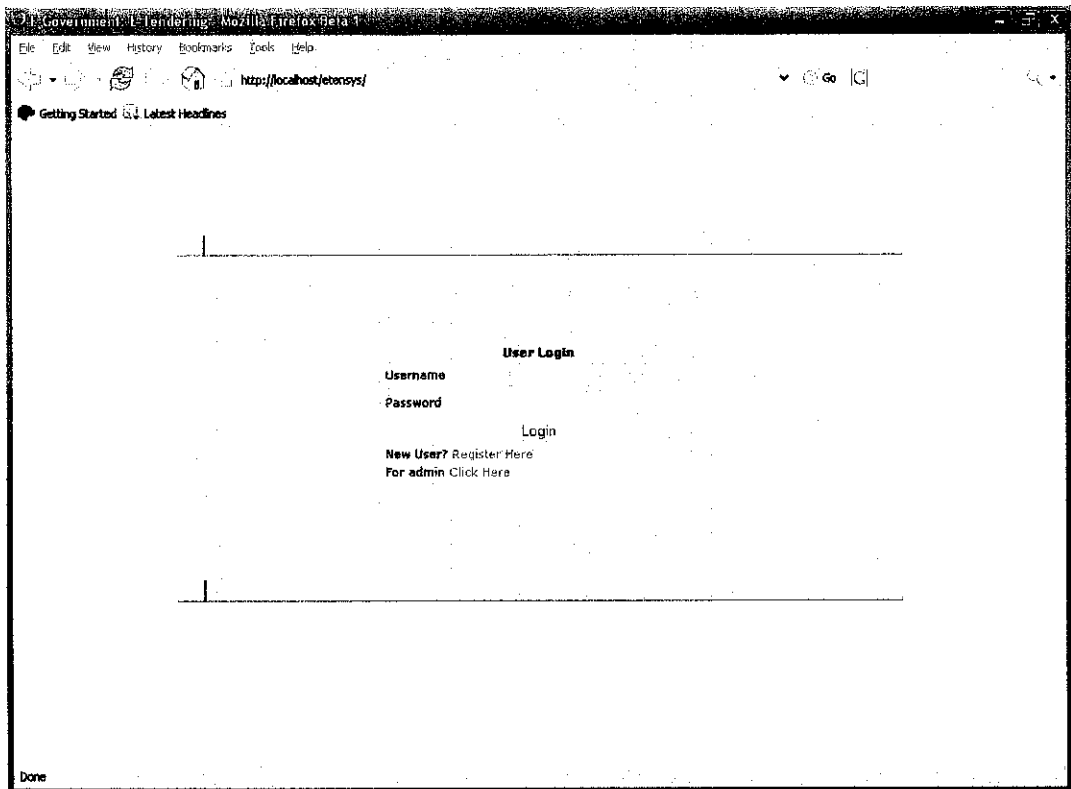 E-Government: E-Tendering - Mozilla Firefox Beta 1
File Edit View History Bookmarks Tools Help
http://localhost/etensys/ Go G
Getting Started Latest Headlines
User Login
Username
Password
Login
New User? Register Here
For admin Click Here
Done